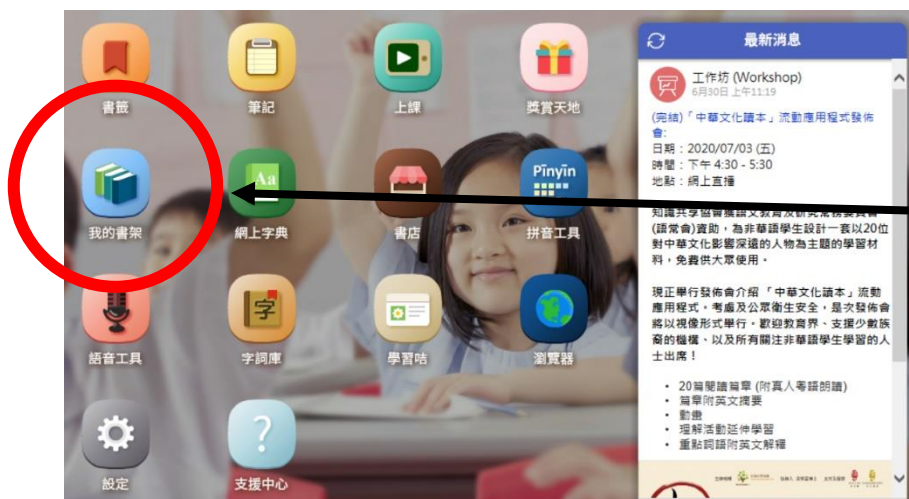 書籤
筆記
上課
獎賞天地
我的書架
Aa
網上字典
書店
Pīnyīn
拼音工具
語音工具
字
字詞庫
學習咭
瀏覽器
設定
?
支援中心
最新消息
工作坊 (Workshop)
6月30日 上午11:19
(完結)「中華文化讀本」流動應用程式發佈
會:
日期：2020/07/03 (五)
時間：下午 4:30 - 5:30
地點：網上直播
知識共享協會獲語文教育及研究常務委員會
(語常會)資助，為非華語學生設計一套以20位
對中華文化影響深遠的人物為主題的學習材
料，免費供大眾使用。
現正舉行發佈會介紹 「中華文化讀本」流動
應用程式。考慮及公眾衛生安全，是次發佈會
將以視像形式舉行。歡迎教育界、支援少數族
裔的機構、以及所有關注非華語學生學習的人
士出席！
• 20篇閱讀篇章 (附真人粵語朗讀)
• 篇章附英文摘要
• 動畫
• 理解活動延伸學習
• 重點詞語附英文解釋